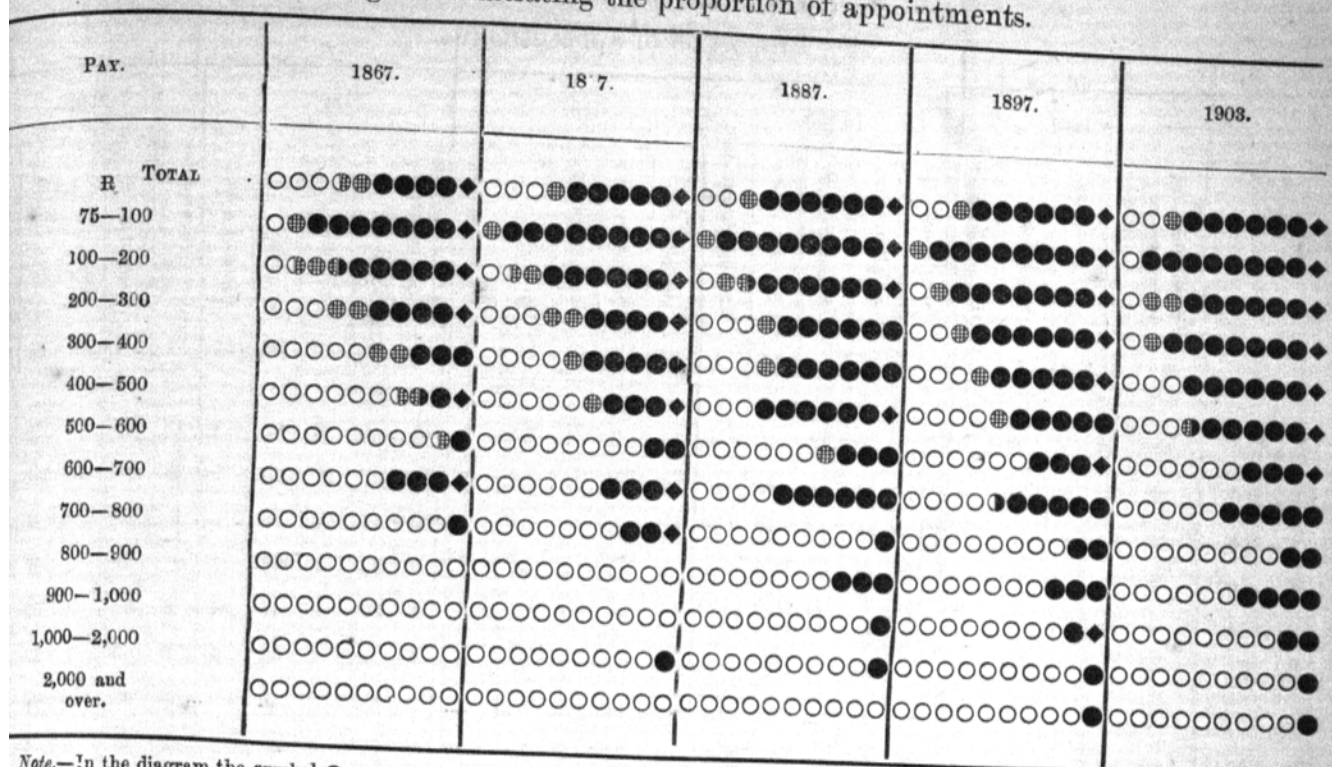 the proportion of appointments.
PAY. 1867. 18 7. 1887. 1897. 1903.
R TOTAL
75—100
100—200
200—300
300—400
400—500
500—600
600—700
700—800
800—900
900—1,000
1,000—2,000
2,000 and
over.
Note.—In the diagram the symbol